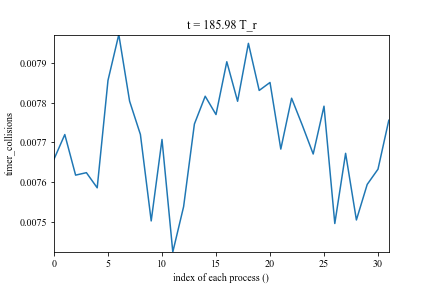 t = 185.98 T_r
0.0079
0.0078
0.0077
0.0076
0.0075
timer_collisions
0 5 10 15 20 25 30
index of each process ()